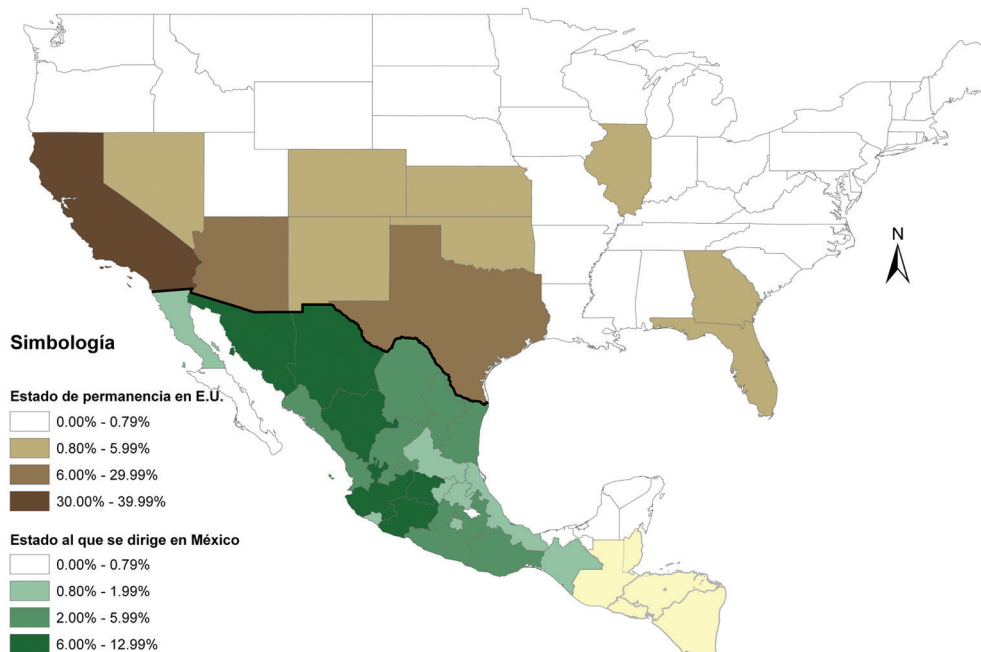 N
Simbología
Estado de permanencia en E.U.
0.00% - 0.79%
0.80% - 5.99%
6.00% - 29.99%
30.00% - 39.99%
Estado al que se dirige en México
0.00% - 0.79%
0.80% - 1.99%
2.00% - 5.99%
6.00% - 12.99%